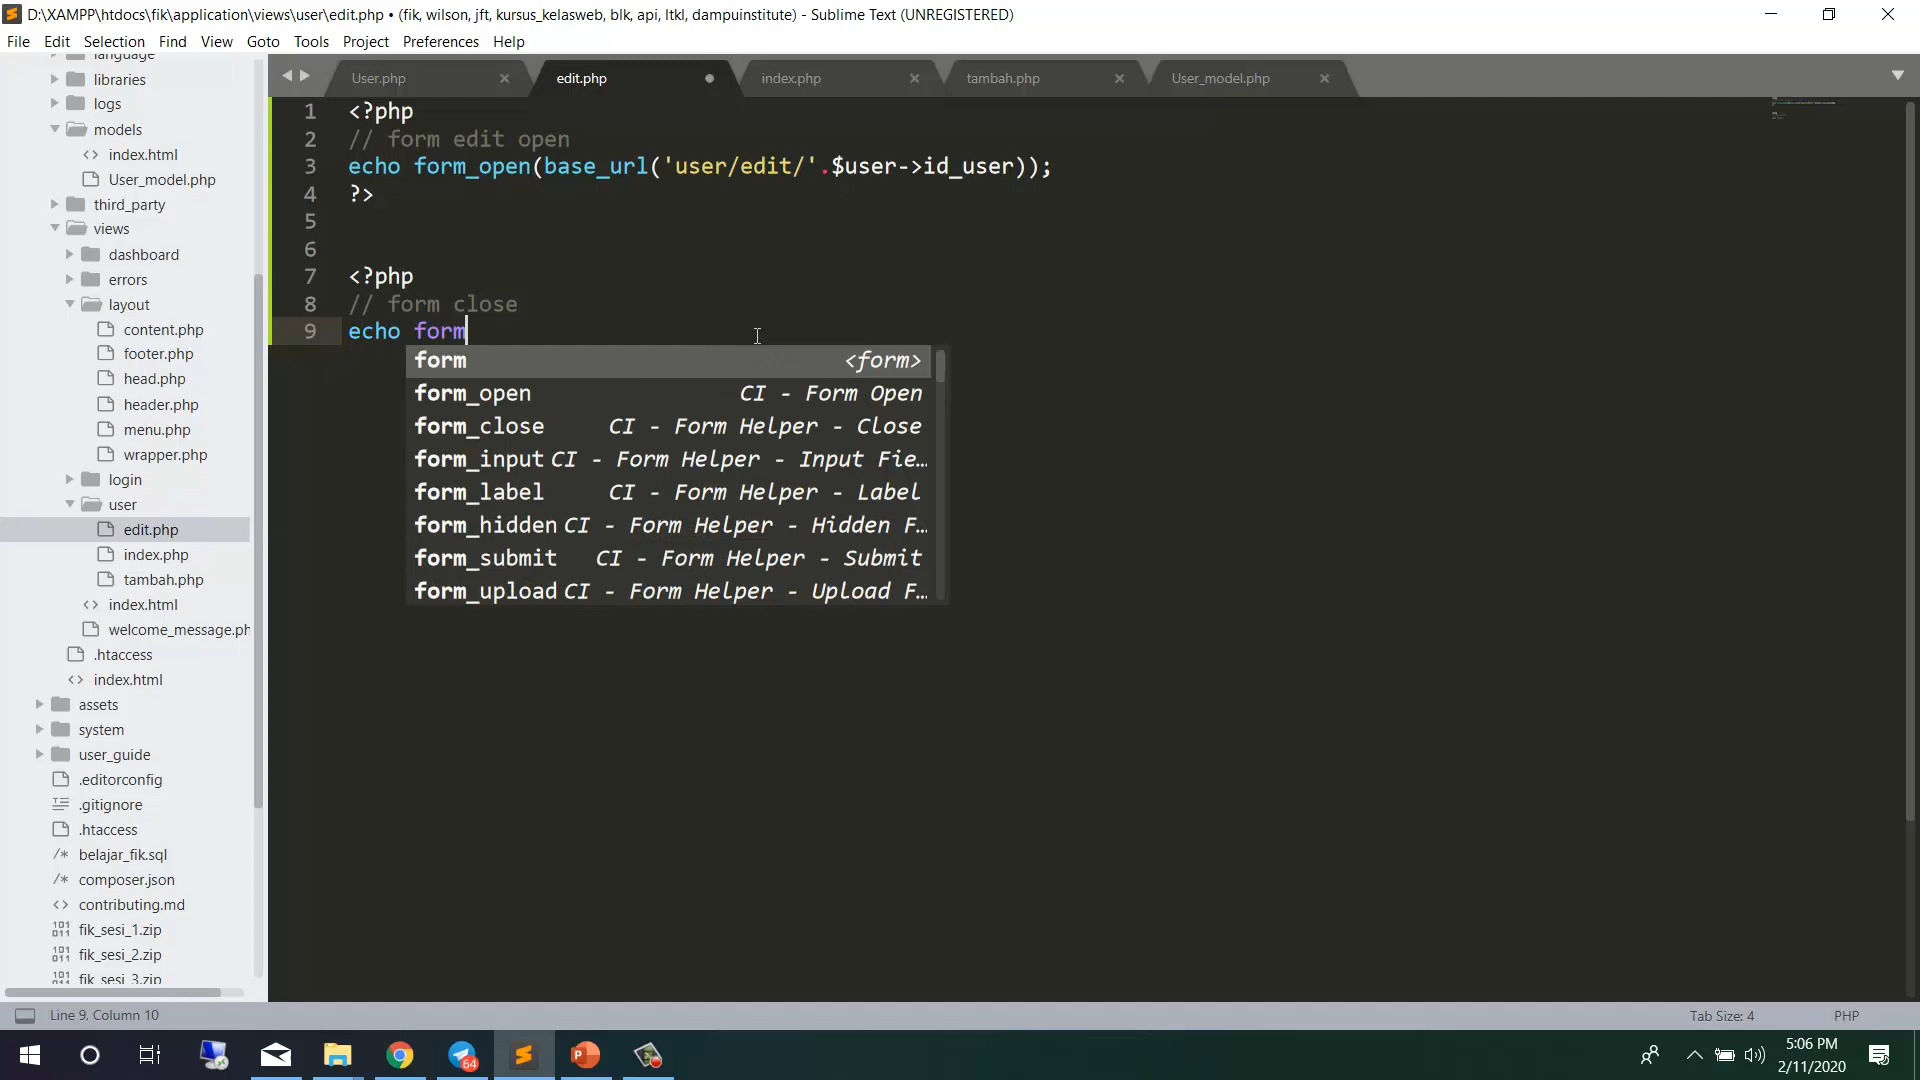 D:\XAMPP\htdocs\fik\application\views\user\edit.php • (fik, wilson, jft, kursus_kelasweb, blk, api, ltkl, dampuinstitute) - Sublime Text (UNREGISTERED)
File Edit Selection Find View Goto Tools Project Preferences Help
language
libraries
logs
models
index.html
User_model.php
third_party
views
dashboard
errors
layout
content.php
footer.php
head.php
header.php
menu.php
wrapper.php
login
user
edit.php
index.php
tambah.php
index.html
welcome_message.ph
.htaccess
index.html
assets
system
user_guide
.editorconfig
.gitignore
.htaccess
belajar_fik.sql
composer.json
contributing.md
fik_sesi_1.zip
fik_sesi_2.zip
fik_sesi_3.zip
User.php edit.php index.php tambah.php User_model.php
1 <?php
2 // form edit open
3 echo form_open(base_url('user/edit/'.$user->id_user));
4 ?>
5
6
7 <?php
8 // form close
9 echo form
form <form>
form_open CI - Form Open
form_close CI - Form Helper - Close
form_input CI - Form Helper - Input Fie…
form_label CI - Form Helper - Label
form_hidden CI - Form Helper - Hidden F…
form_submit CI - Form Helper - Submit
form_upload CI - Form Helper - Upload F…
Line 9, Column 10 Tab Size: 4 PHP
64
5:06 PM
2/11/2020